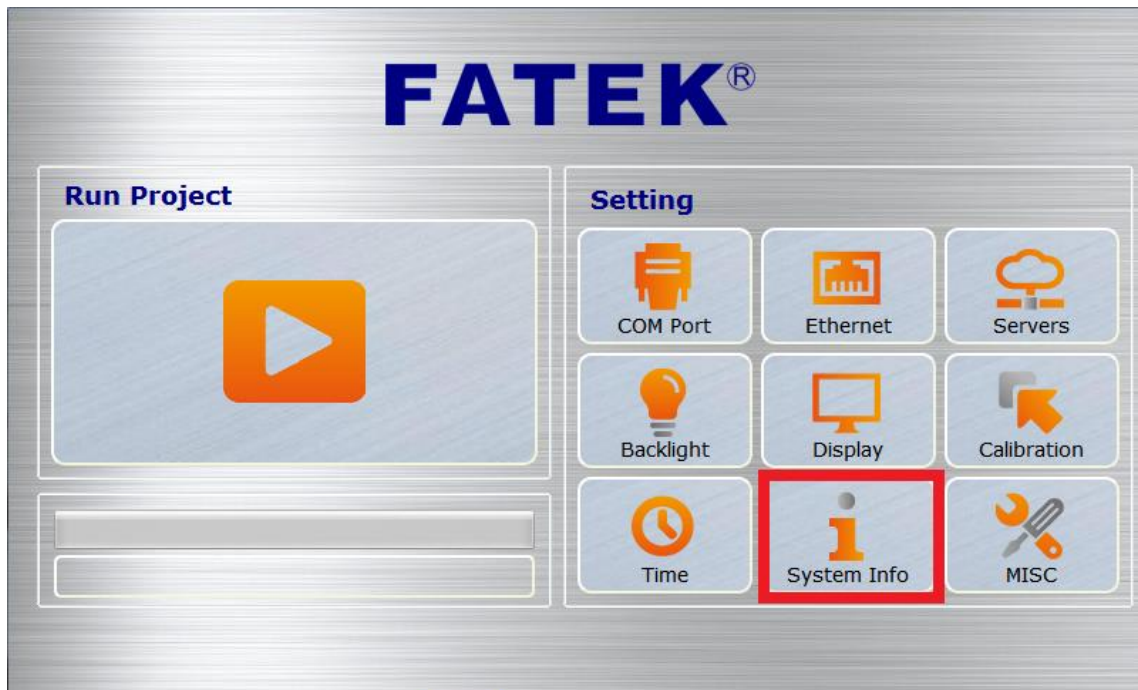 FATEK®
Run Project
Setting
COM Port
Ethernet
Servers
Backlight
Display
Calibration
Time
System Info
MISC